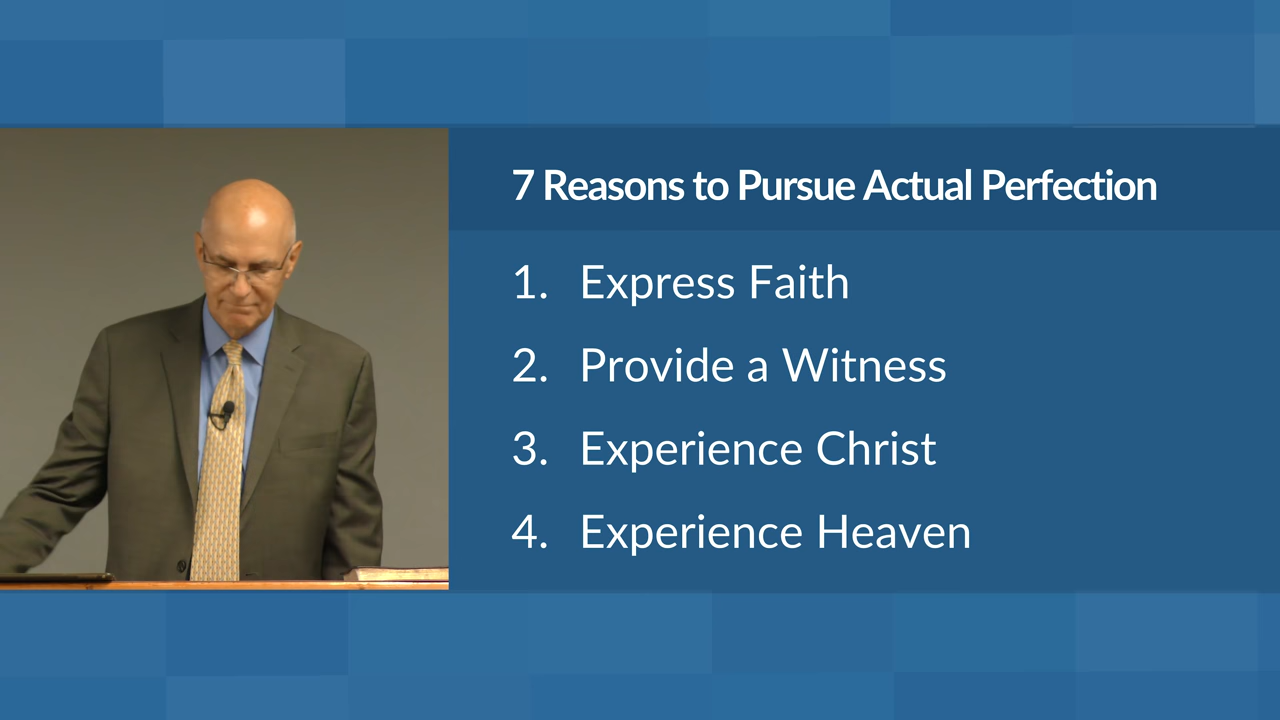 7 Reasons to Pursue Actual Perfection
1. Express Faith
2. Provide a Witness
3. Experience Christ
4. Experience Heaven